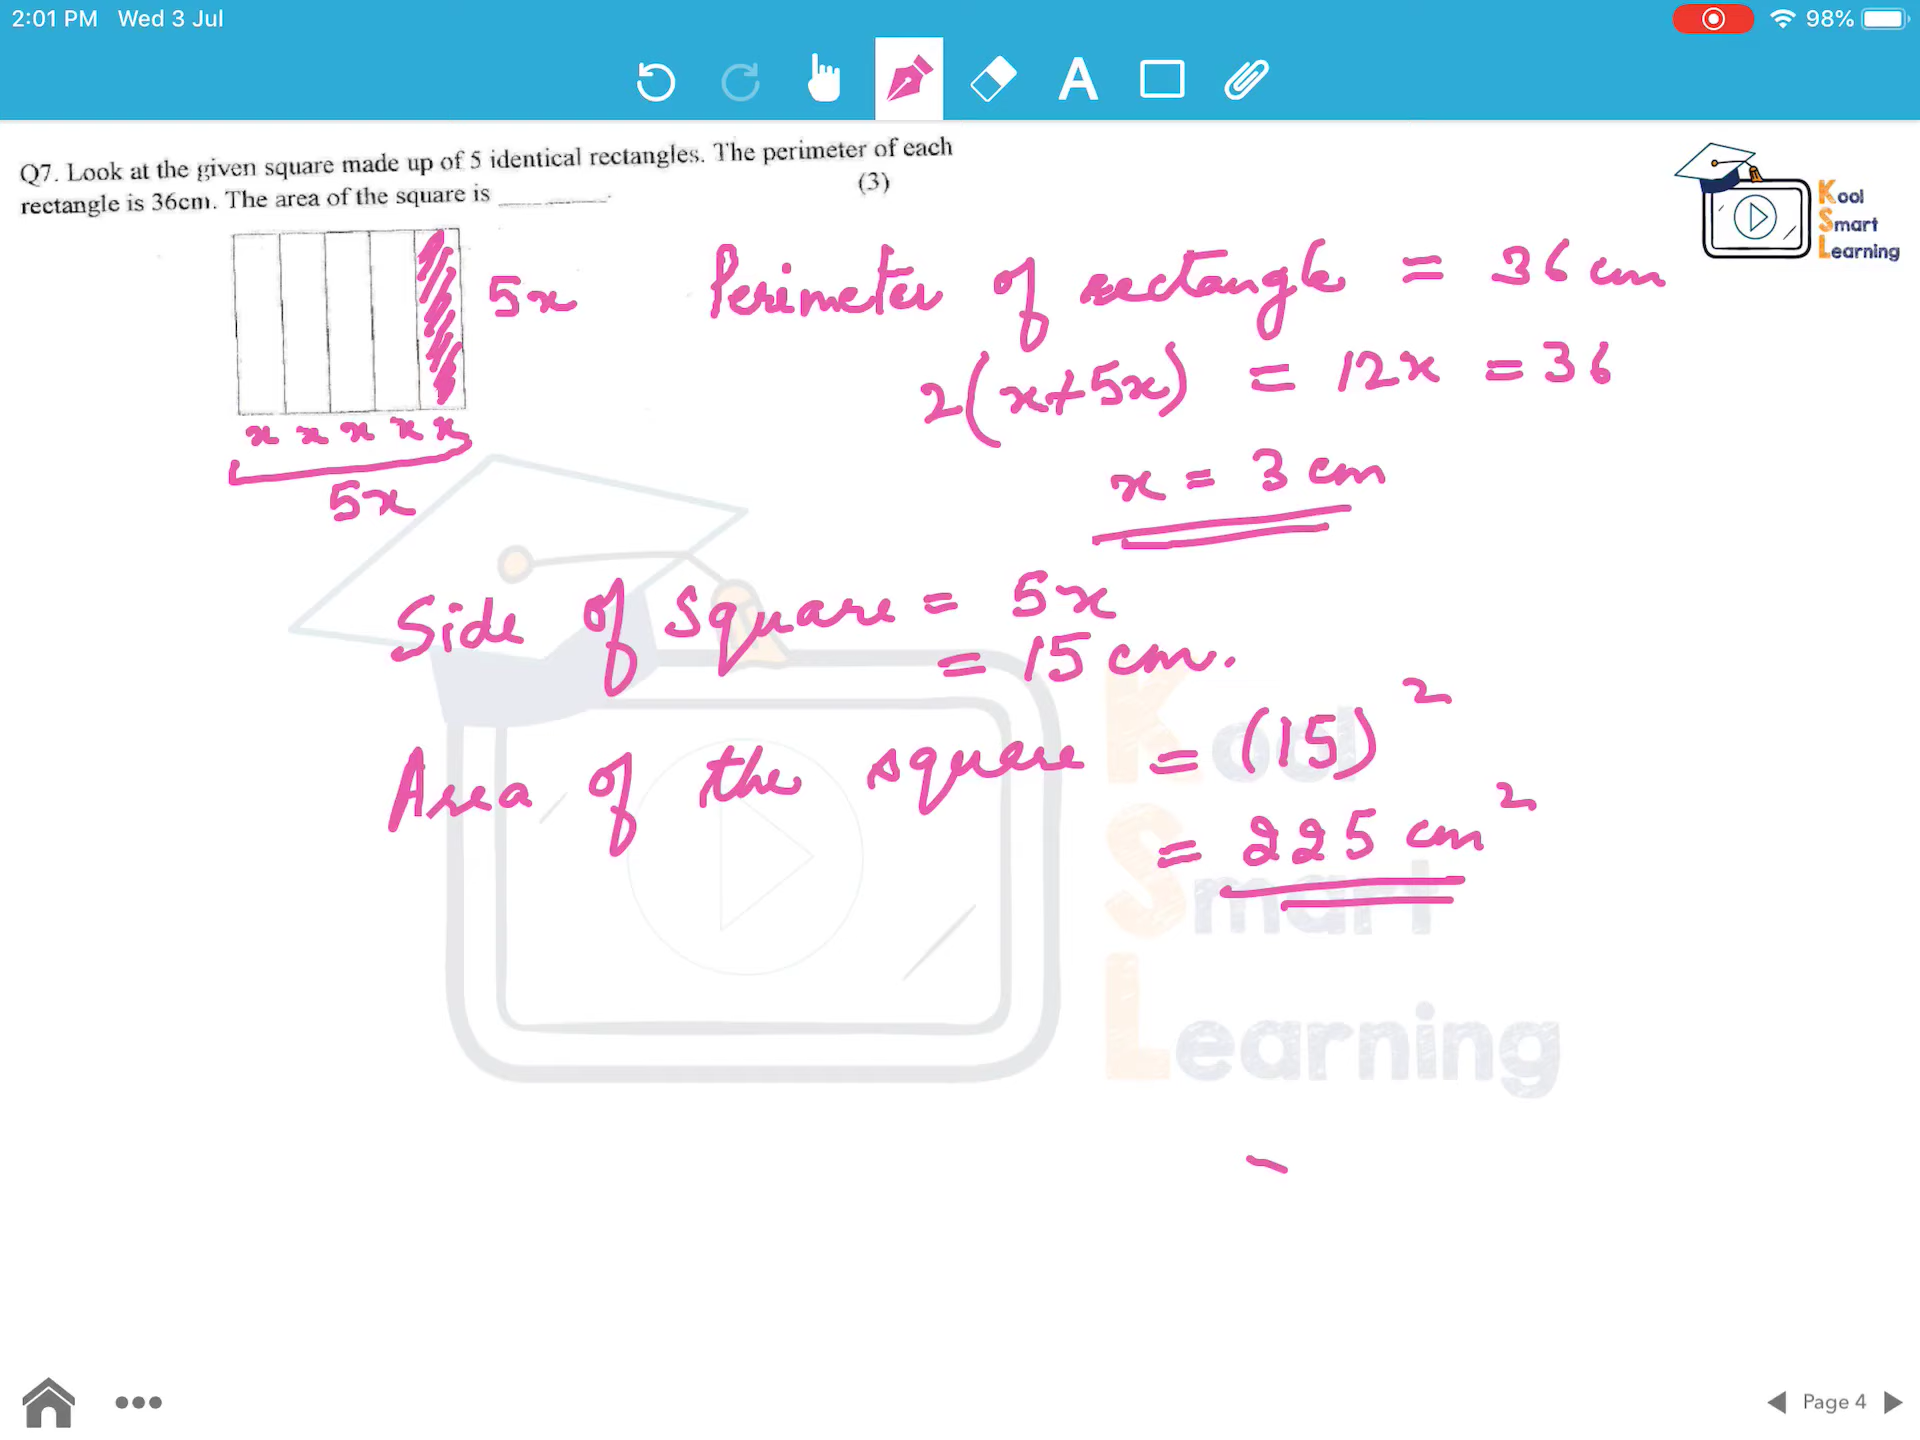 2:01 PM Wed 3 Jul
98%
A
Q7. Look at the given square made up of 5 identical rectangles. The perimeter of each
rectangle is 36cm. The area of the square is ________. (3)
Kool
Smart
Learning
5x
Perimeter of rectangle = 36 cm
2(x+5x) = 12x = 36
x x x x x
5x
x = 3 cm
Side of square = 5x
= 15 cm.
Area of the square = (15)²
= 225 cm²
Kool
Smart
Learning
Page 4